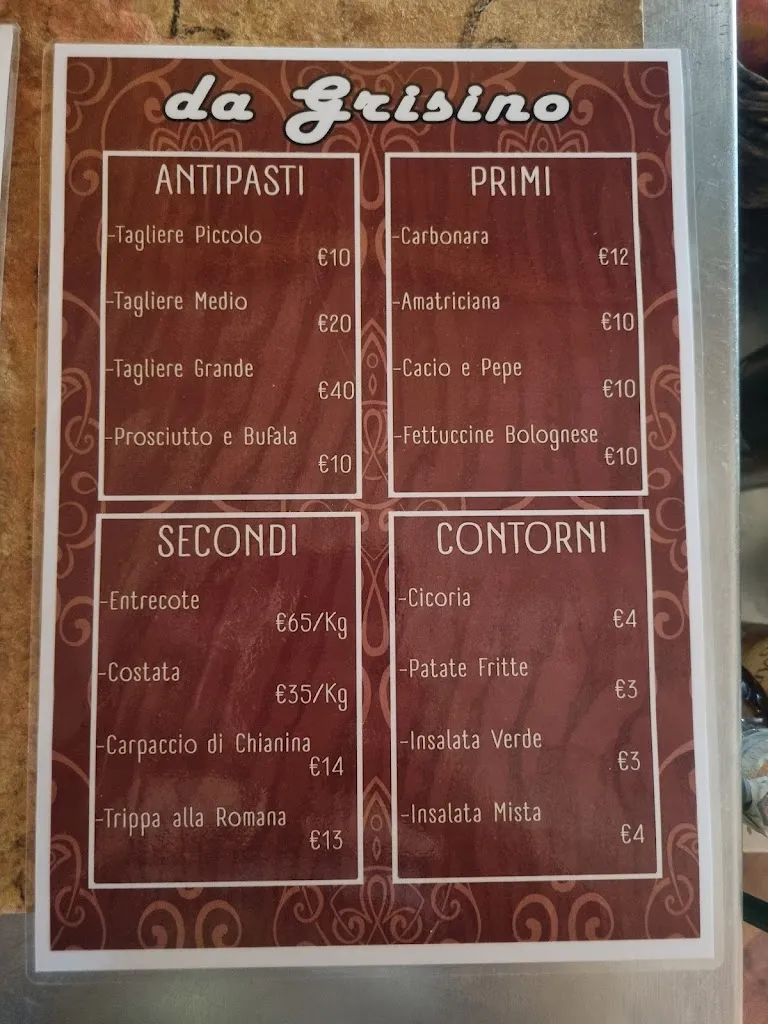 da Grisino
ANTIPASTI
-Tagliere Piccolo
€10
-Tagliere Medio
€20
-Tagliere Grande
€40
-Prosciutto e Bufala
€10
PRIMI
-Carbonara
€12
-Amatriciana
€10
-Cacio e Pepe
€10
-Fettuccine Bolognese
€10
SECONDI
-Entrecote
€65/Kg
-Costata
€35/Kg
-Carpaccio di Chianina
€14
-Trippa alla Romana
€13
CONTORNI
-Cicoria
€4
-Patate Fritte
€3
-Insalata Verde
€3
-Insalata Mista
€4